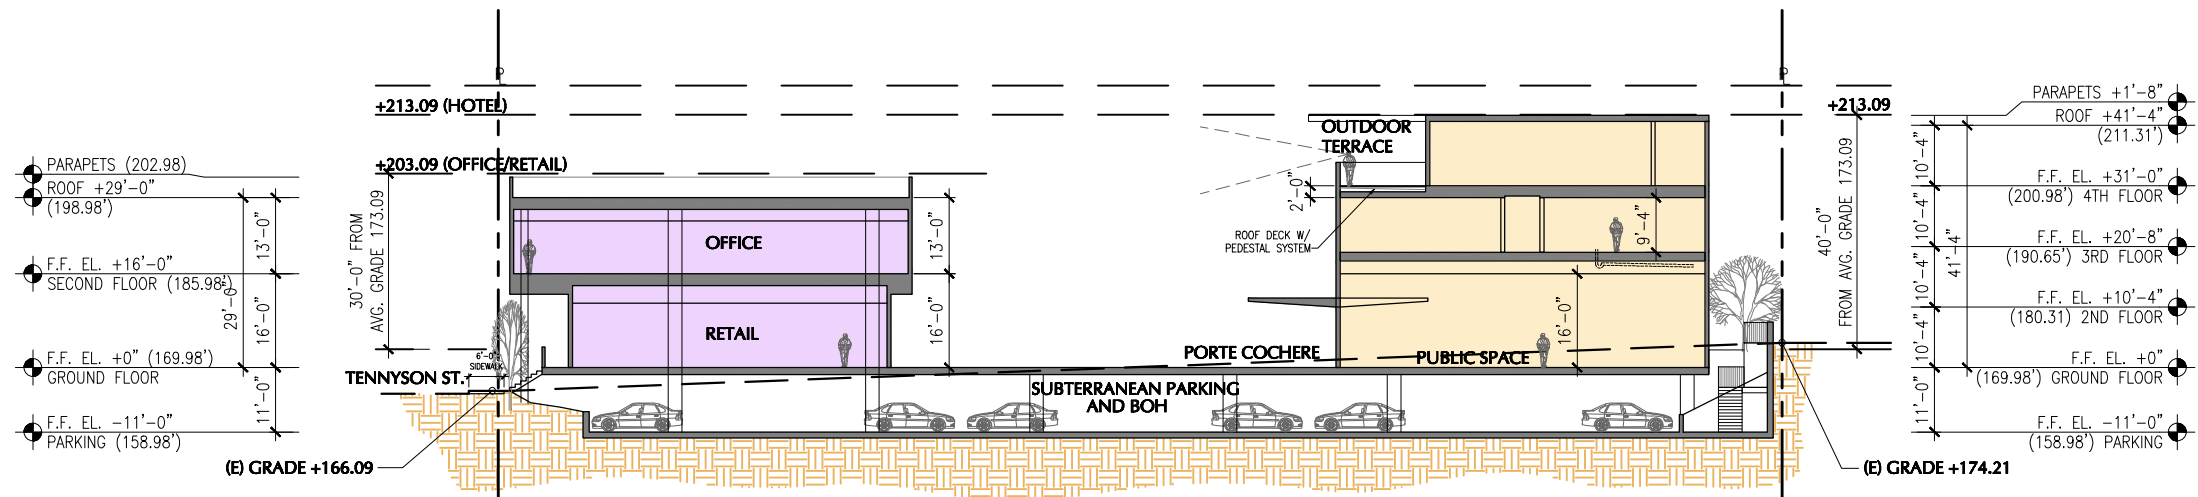 +213.09 (HOTEL)
+203.09 (OFFICE/RETAIL)
PARAPETS (202.98)
ROOF +29'-0"
(198.98')
F.F. EL. +16'-0"
SECOND FLOOR (185.98')
F.F. EL. +0" (169.98')
GROUND FLOOR
F.F. EL. -11'-0"
PARKING (158.98')
29'-0"
13'-0"
16'-0"
11'-0"
30'-0" FROM
AVG. GRADE 173.09
6'-0"
SIDEWALK
TENNYSON ST.
(E) GRADE +166.09
OFFICE
RETAIL
13'-0"
16'-0"
PORTE COCHERE
SUBTERRANEAN PARKING
AND BOH
OUTDOOR
TERRACE
2'-0"
ROOF DECK W/
PEDESTAL SYSTEM
9'-4"
16'-0"
PUBLIC SPACE
+213.09
40'-0"
FROM AVG. GRADE 173.09
10'-4"
10'-4"
10'-4"
10'-4"
11'-0"
41'-4"
PARAPETS +1'-8"
ROOF +41'-4"
(211.31')
F.F. EL. +31'-0"
(200.98') 4TH FLOOR
F.F. EL. +20'-8"
(190.65') 3RD FLOOR
F.F. EL. +10'-4"
(180.31) 2ND FLOOR
F.F. EL. +0"
(169.98') GROUND FLOOR
F.F. EL. -11'-0"
(158.98') PARKING
(E) GRADE +174.21